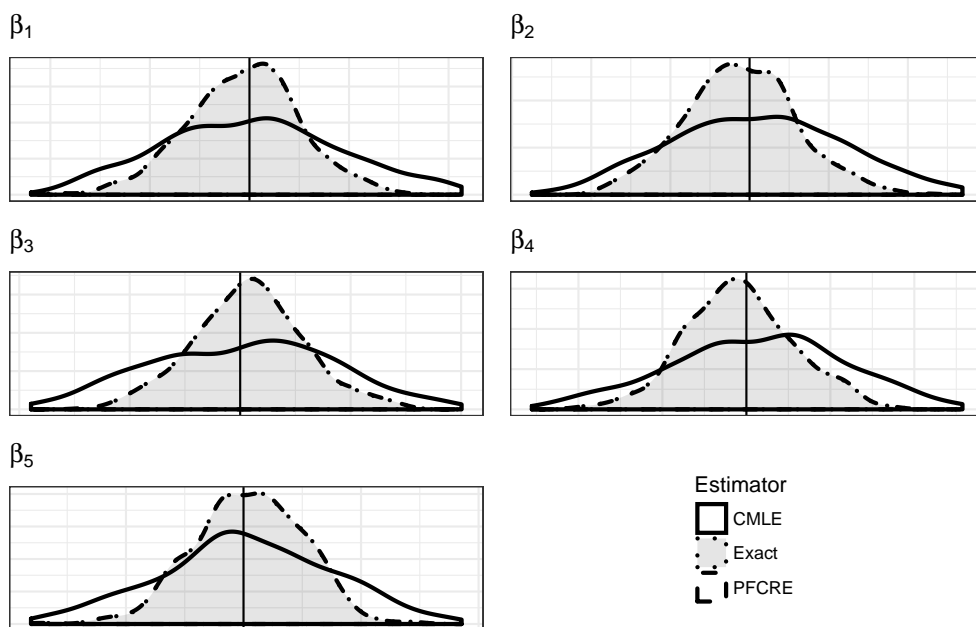 β1
β2
β3
β4
β5
Estimator
CMLE
Exact
PFCRE